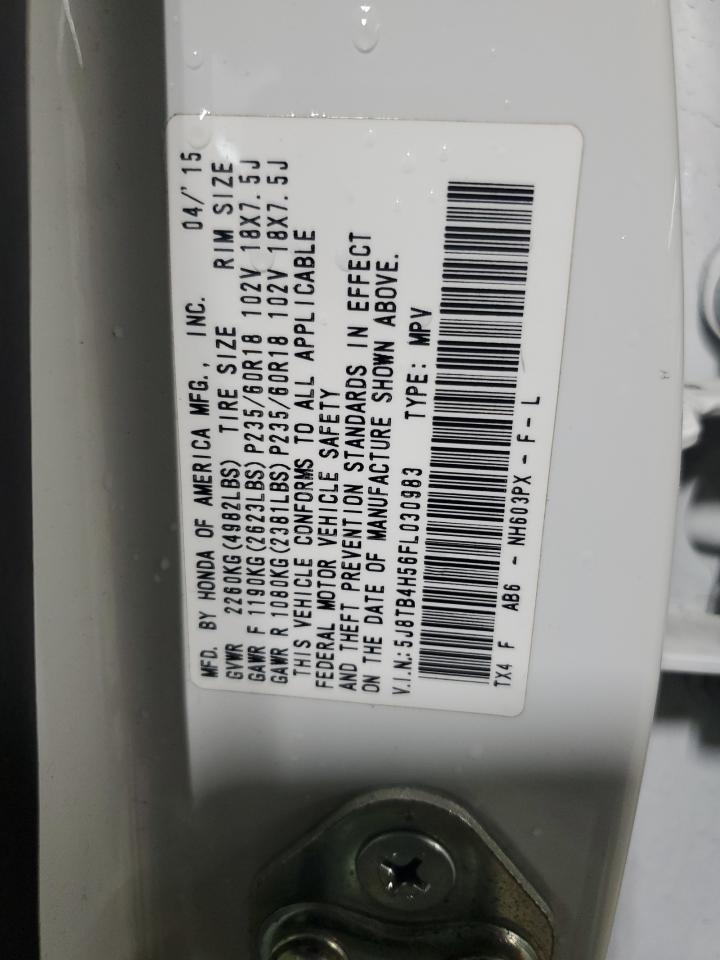 MFD. BY HONDA OF AMERICA MFG., INC. 04/'15
GVWR 2260KG(4982LBS) TIRE SIZE RIM SIZE
GAWR F 1190KG(2623LBS)P235/60R18 102V 18X7.5J
GAWR R 1080KG(2381LBS)P235/60R18 102V 18X7.5J
THIS VEHICLE CONFORMS TO ALL APPLICABLE
FEDERAL MOTOR VEHICLE SAFETY
AND THEFT PREVENTION STANDARDS IN EFFECT
ON THE DATE OF MANUFACTURE SHOWN ABOVE.
V.I.N.: 5J8TB4H56FL030983 TYPE: MPV
TX4 F AB6 - NH603PX - F - L